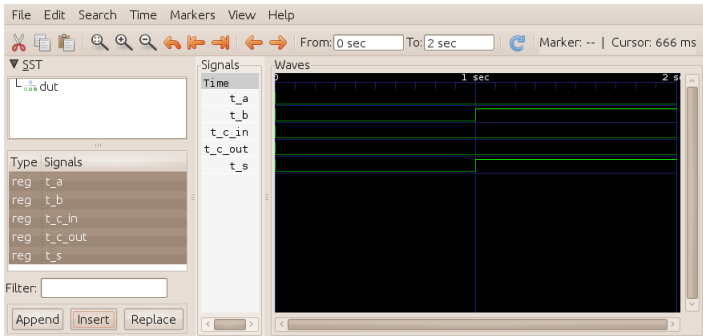 File Edit Search Time Markers View Help
From: 0 sec To: 2 sec Marker: -- | Cursor: 666 ms
▼ SST
dut
Type Signals
reg t_a
reg t_b
reg t_c_in
reg t_c_out
reg t_s
Filter:
Append Insert Replace
Signals
Time
t_a
t_b
t_c_in
t_c_out
t_s
Waves
0 1 sec 2 s